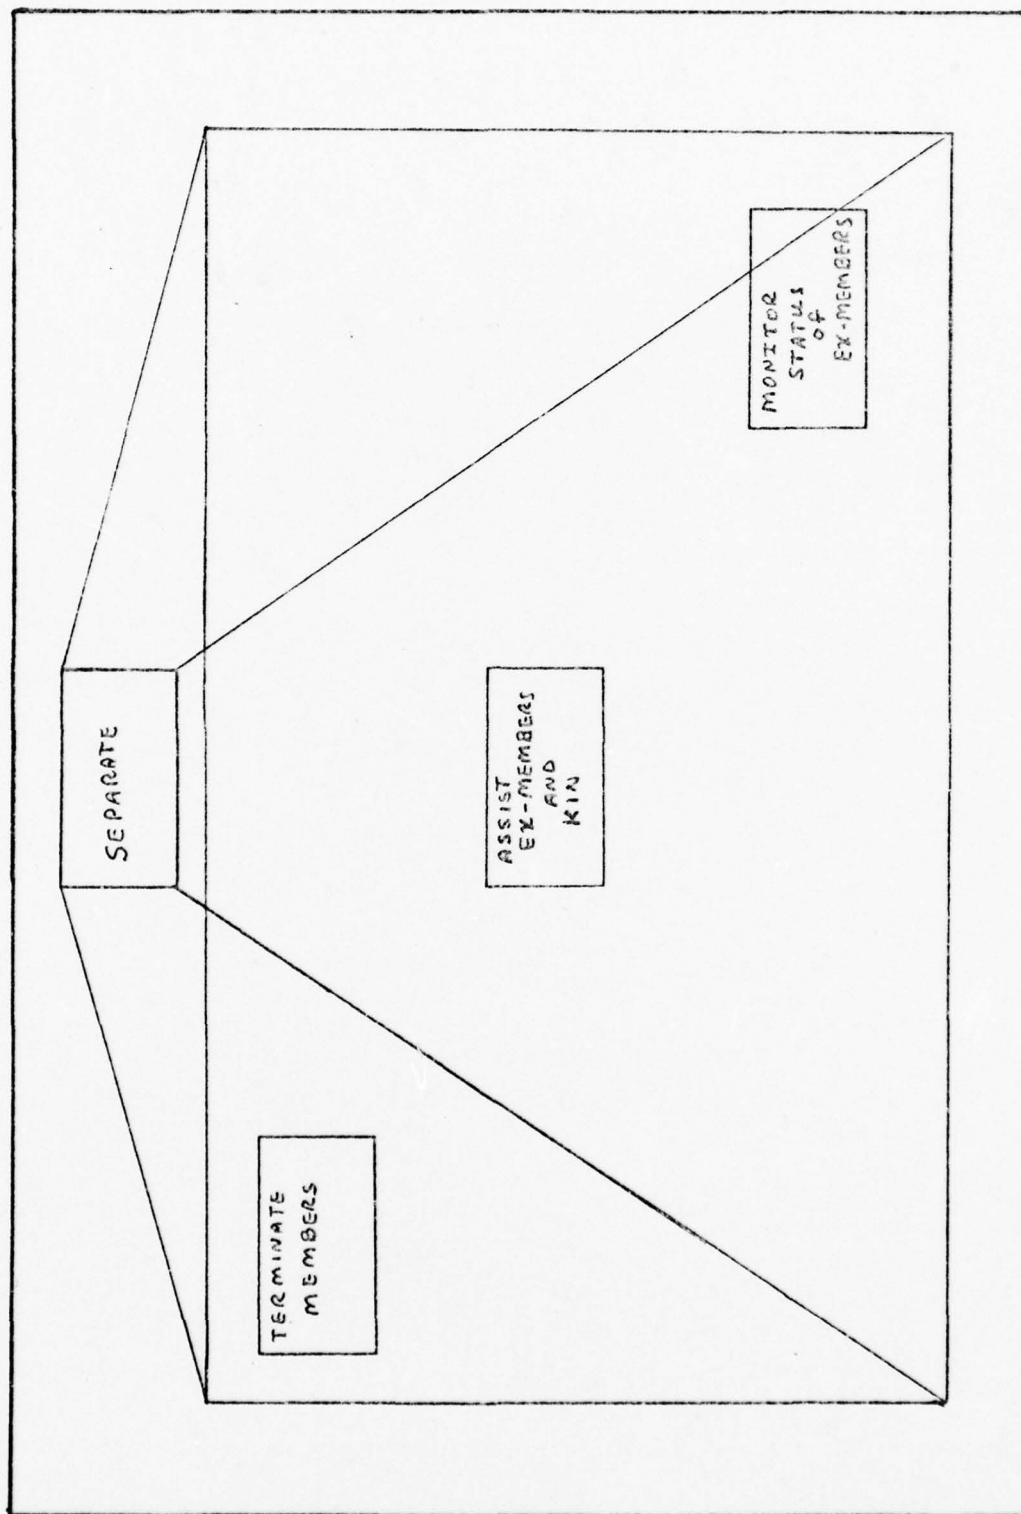 SEPARATE
TERMINATE
MEMBERS
ASSIST
EX-MEMBERS
AND
KIN
MONITOR
STATUS
OF
EX-MEMBERS